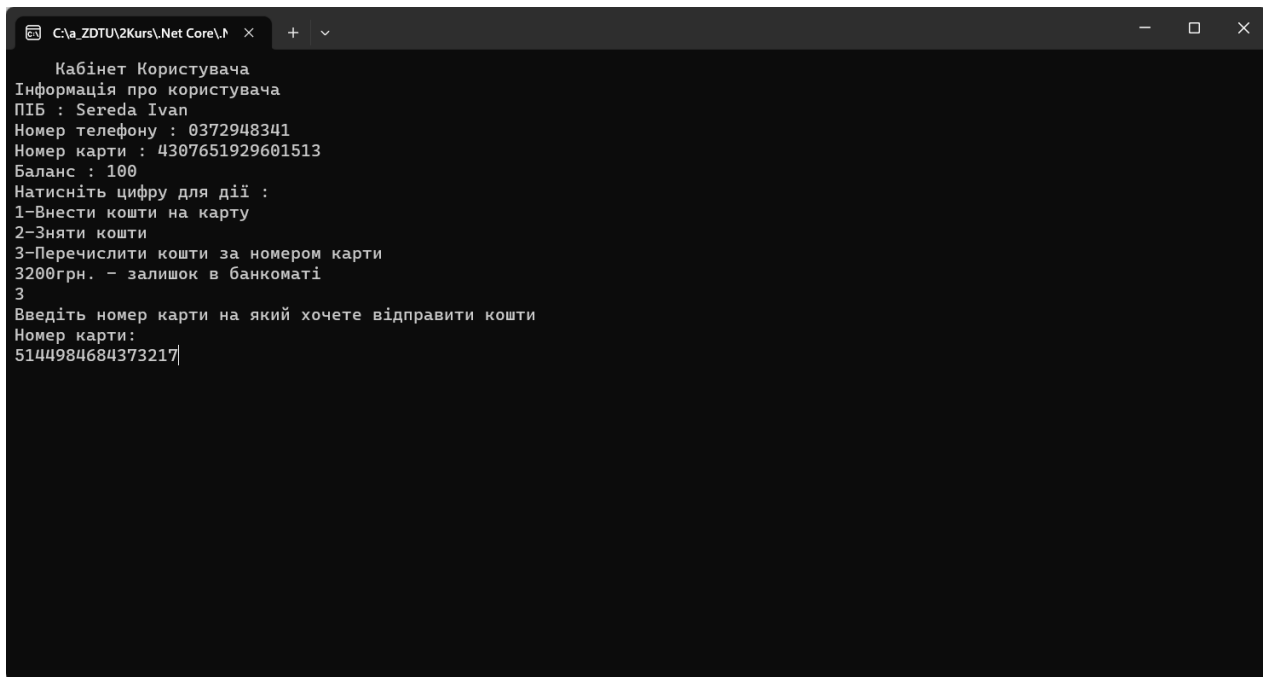 C:\a_ZDTU\2Kurs\.Net Core\.N
Кабінет Користувача
Інформація про користувача
ПІБ : Sereda Ivan
Номер телефону : 0372948341
Номер карти : 4307651929601513
Баланс : 100
Натисніть цифру для дії :
1-Внести кошти на карту
2-Зняти кошти
3-Перечислити кошти за номером карти
3200грн. - залишок в банкоматі
3
Введіть номер карти на який хочете відправити кошти
Номер карти:
5144984684373217